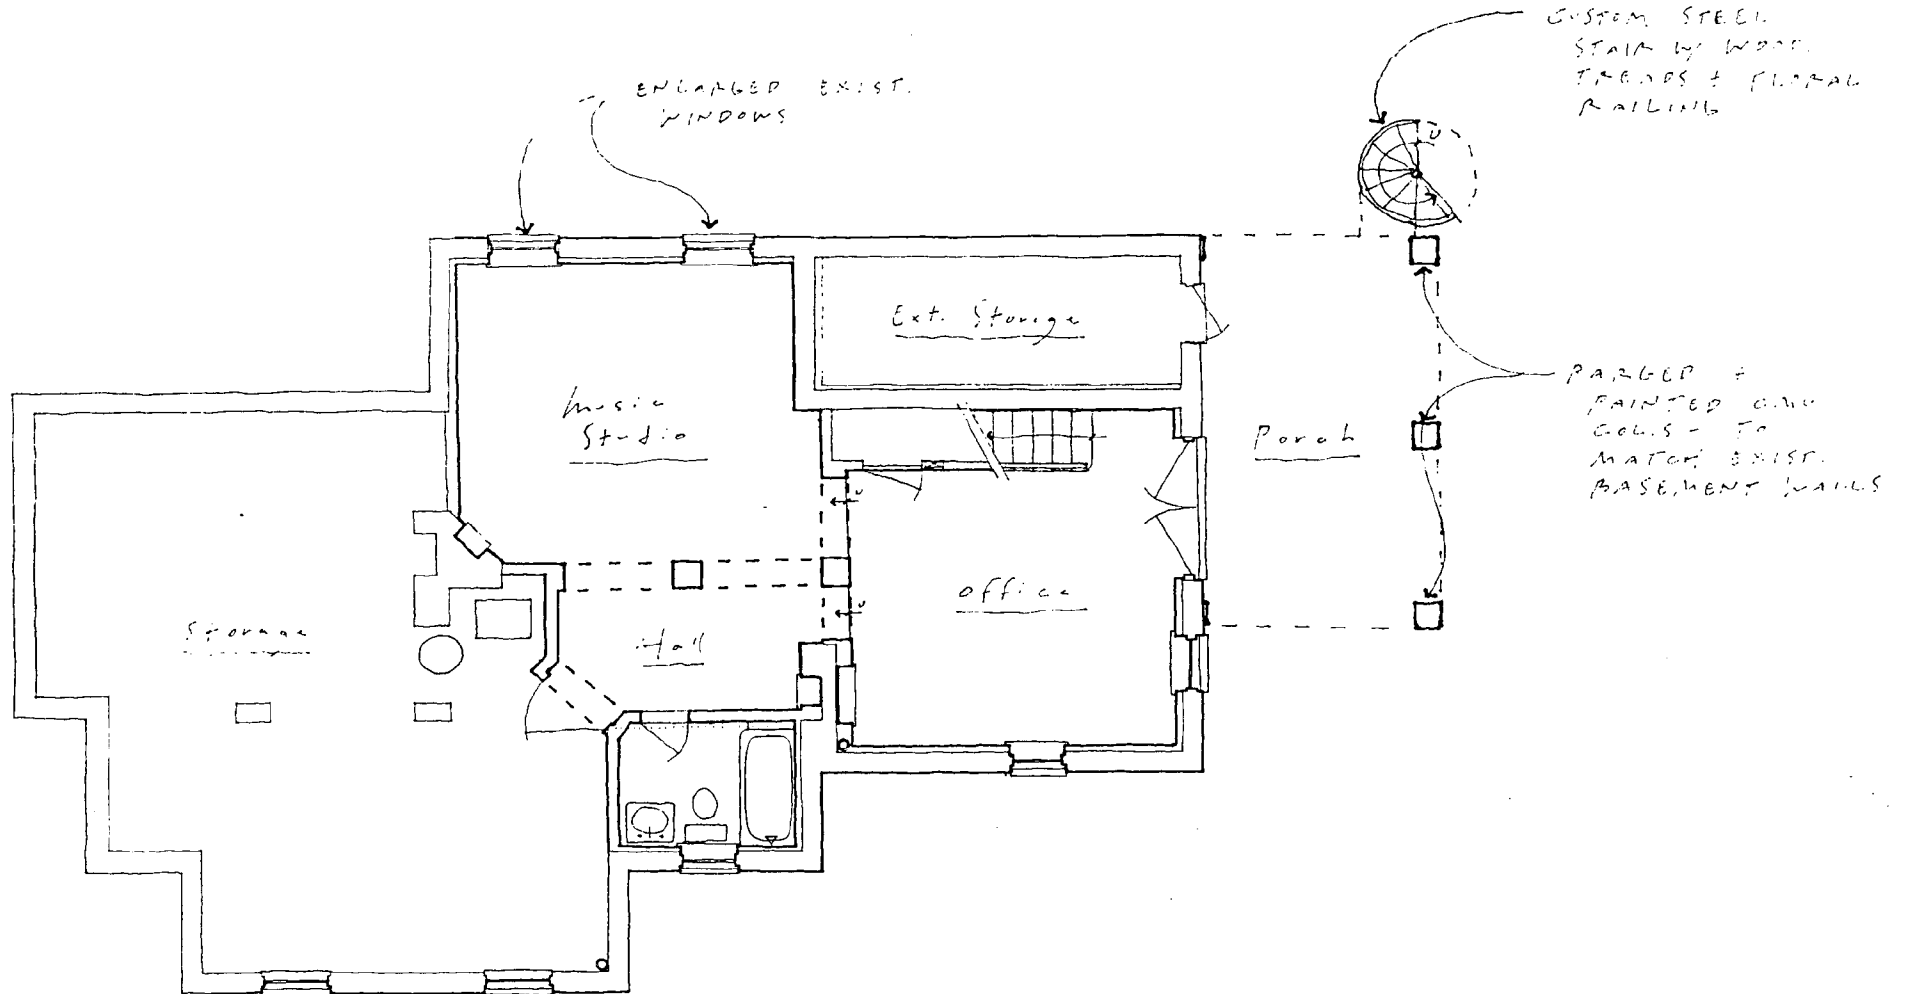 CUSTOM STEEL
STAIR W/ WOOD
TREADS + FLORAL
RAILING
ENLARGED EXIST.
WINDOWS
Ext. Storage
Music
Studio
Porch
PARGED +
PAINTED CMU
COLS - TO
MATCH EXIST.
BASEMENT WALLS
Office
Storage
Hall
U
U
U